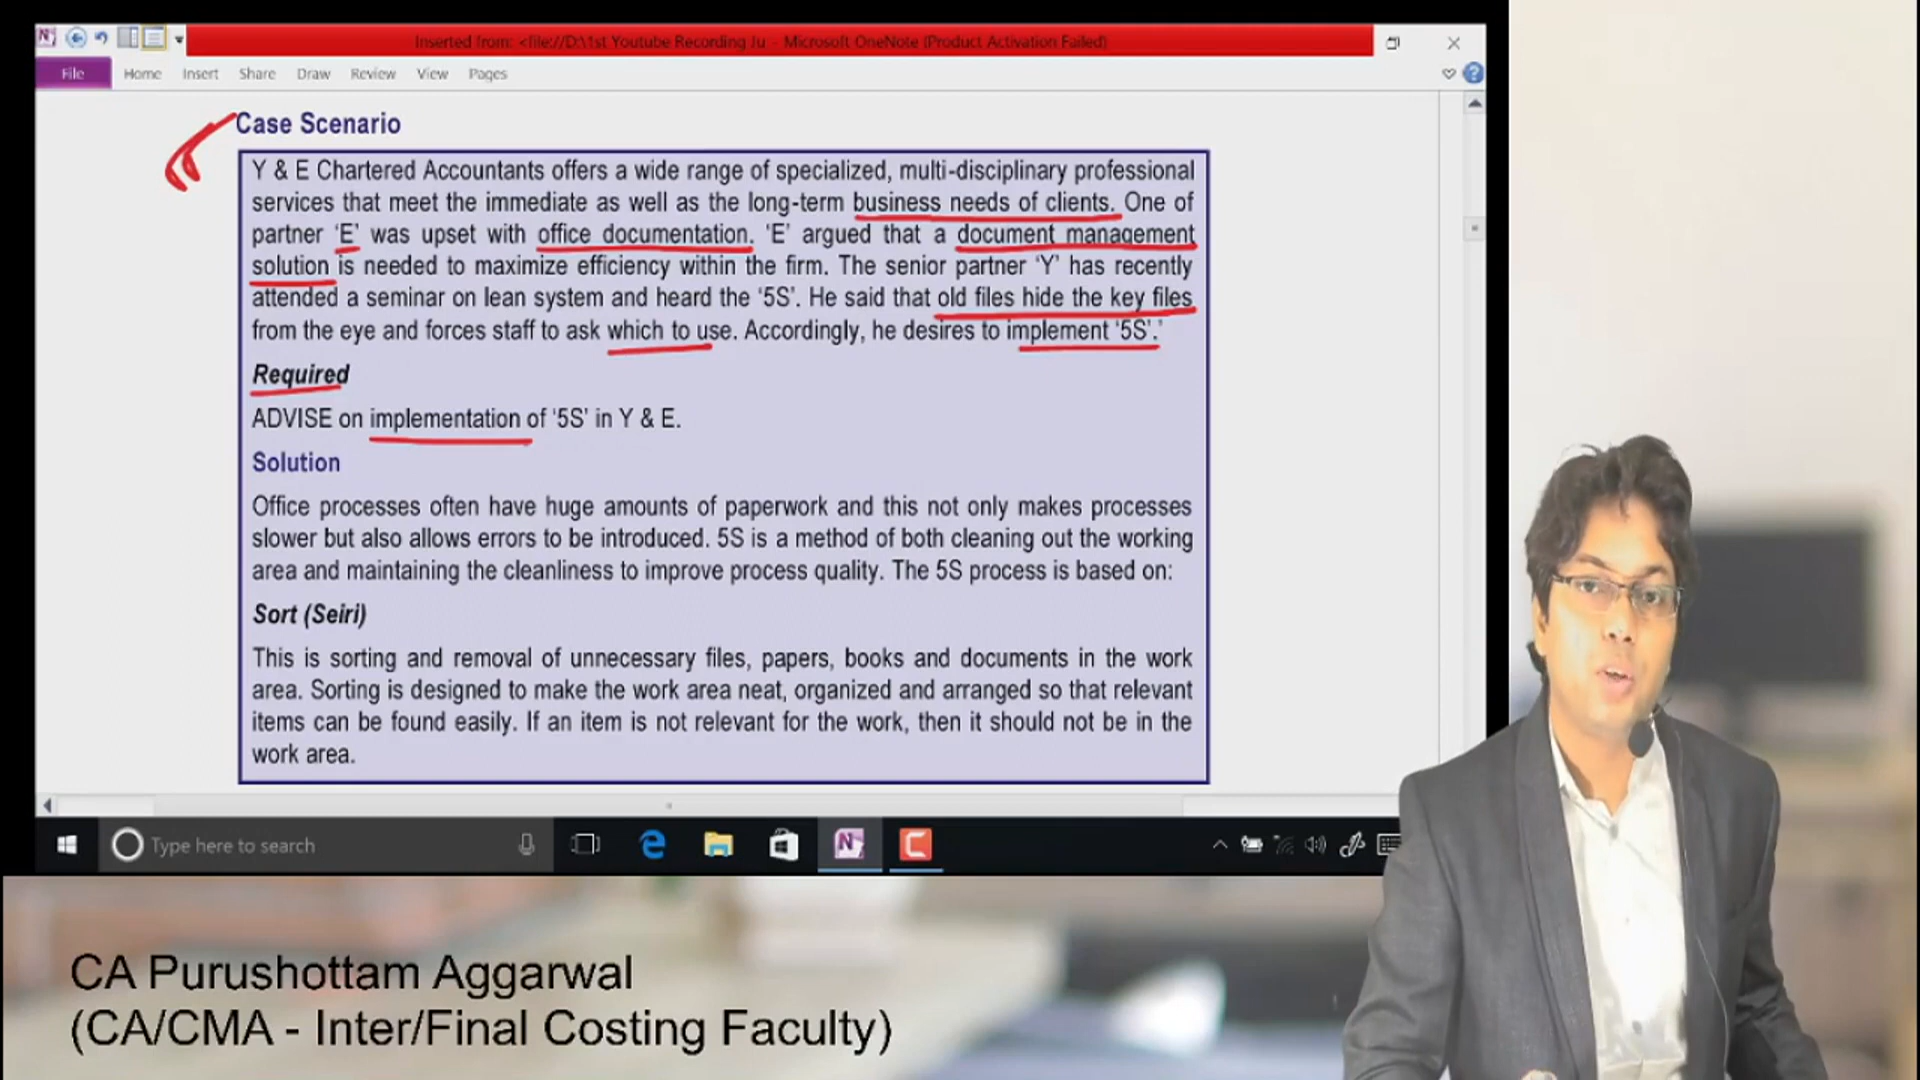 Inserted from: <file://D:\1st Youtube Recording Ju - Microsoft OneNote (Product Activation Failed)
File Home Insert Share Draw Review View Pages
Case Scenario
Y & E Chartered Accountants offers a wide range of specialized, multi-disciplinary professional
services that meet the immediate as well as the long-term business needs of clients. One of
partner ‘E’ was upset with office documentation. ‘E’ argued that a document management
solution is needed to maximize efficiency within the firm. The senior partner ‘Y’ has recently
attended a seminar on lean system and heard the ‘5S’. He said that old files hide the key files
from the eye and forces staff to ask which to use. Accordingly, he desires to implement ‘5S’.’
Required
ADVISE on implementation of ‘5S’ in Y & E.
Solution
Office processes often have huge amounts of paperwork and this not only makes processes
slower but also allows errors to be introduced. 5S is a method of both cleaning out the working
area and maintaining the cleanliness to improve process quality. The 5S process is based on:
Sort (Seiri)
This is sorting and removal of unnecessary files, papers, books and documents in the work
area. Sorting is designed to make the work area neat, organized and arranged so that relevant
items can be found easily. If an item is not relevant for the work, then it should not be in the
work area.
Type here to search
CA Purushottam Aggarwal
(CA/CMA - Inter/Final Costing Faculty)